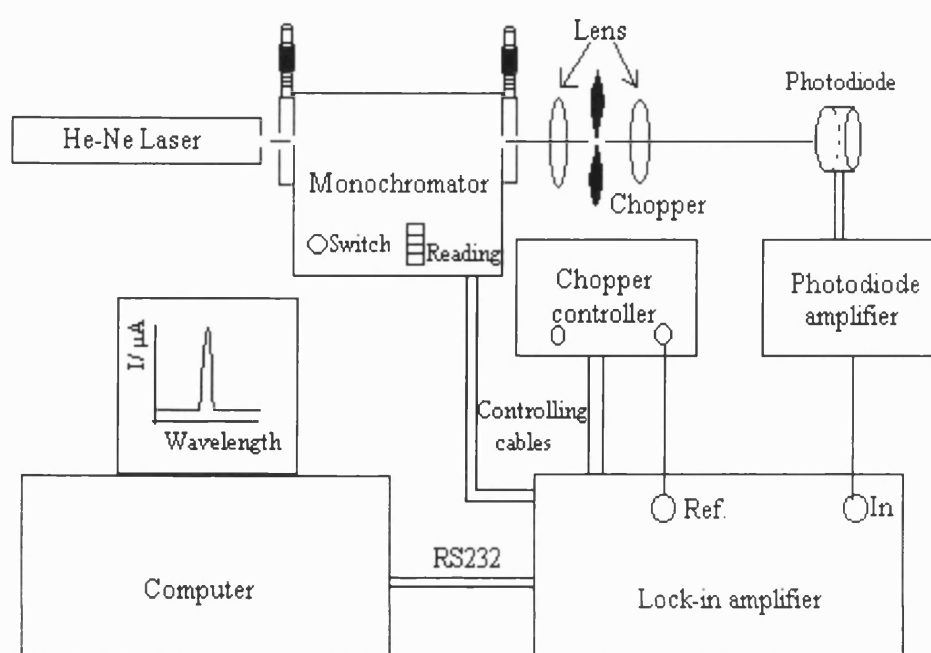 Lens
Photodiode
He-Ne Laser
Monochromator
Chopper
Switch
Reading
Chopper
controller
Photodiode
amplifier
I/ μA
Wavelength
Controlling
cables
Ref.
In
RS232
Computer
Lock-in amplifier